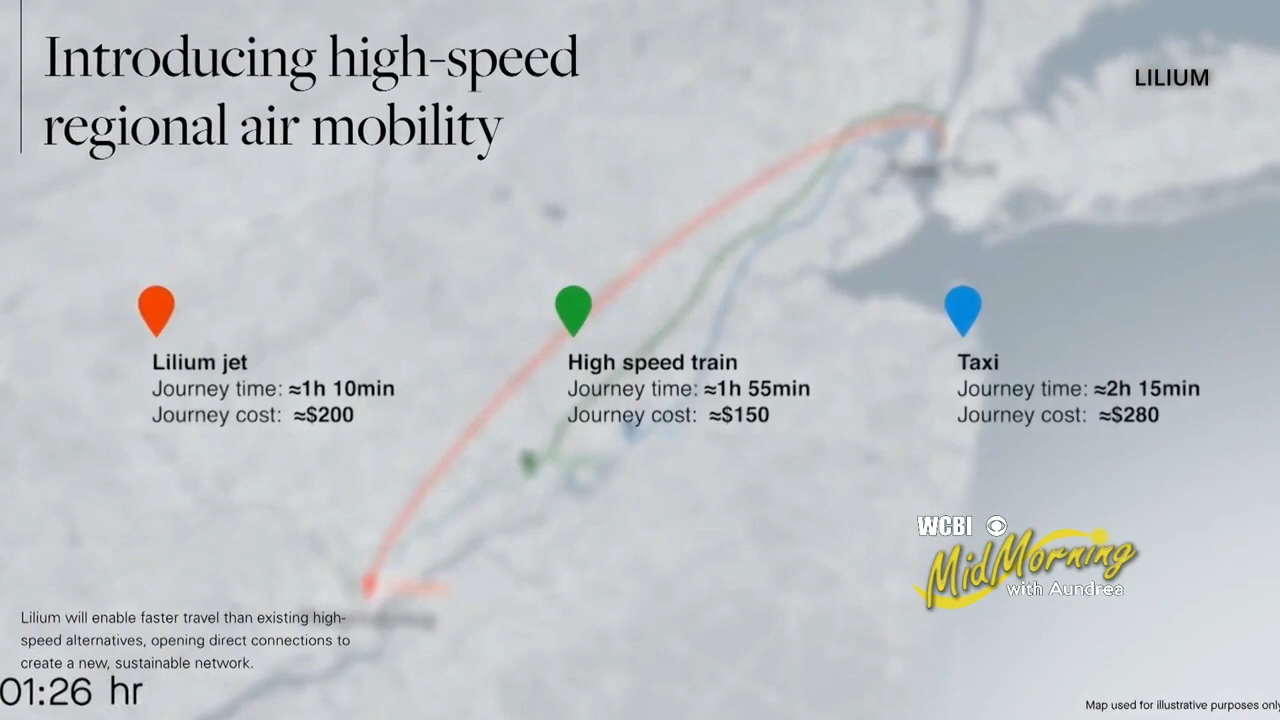 Introducing high-speed
regional air mobility
LILIUM
Lilium jet
Journey time: ≈1h 10min
Journey cost: ≈$200
High speed train
Journey time: ≈1h 55min
Journey cost: ≈$150
Taxi
Journey time: ≈2h 15min
Journey cost: ≈$280
WCBI
MidMorning
with Aundrea
Lilium will enable faster travel than existing high-
speed alternatives, opening direct connections to
create a new, sustainable network.
01:26 hr
Map used for illustrative purposes only